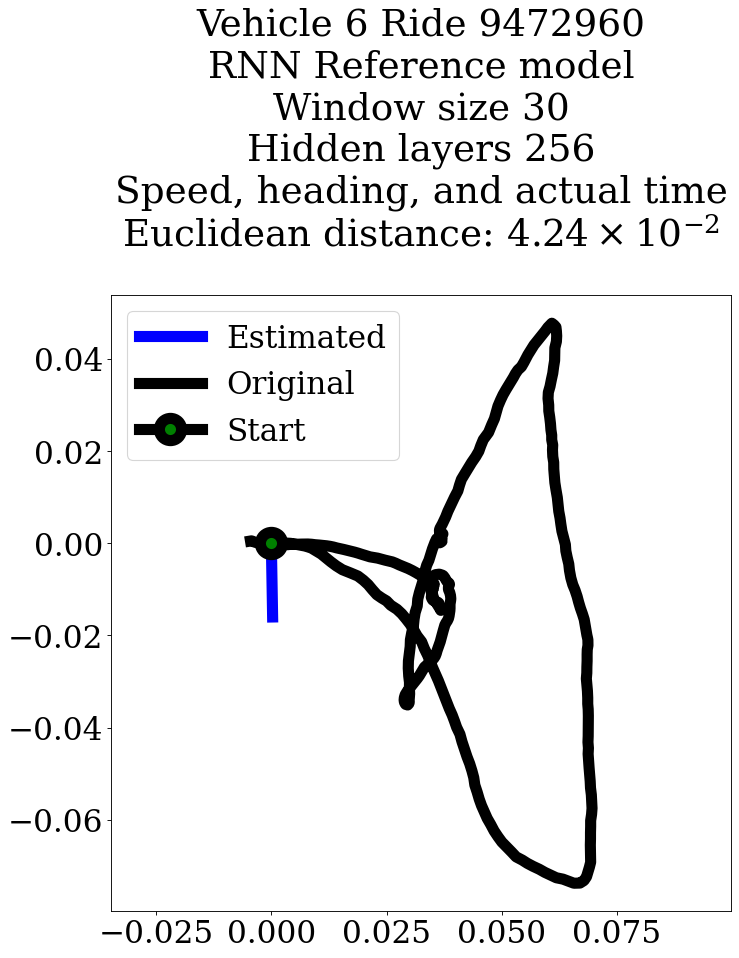 Vehicle 6 Ride 9472960
RNN Reference model
Window size 30
Hidden layers 256
Speed, heading, and actual time
Euclidean distance: 4.24 × 10⁻²
Estimated
Original
Start
0.04
0.02
0.00
−0.02
−0.04
−0.06
−0.025 0.000 0.025 0.050 0.075